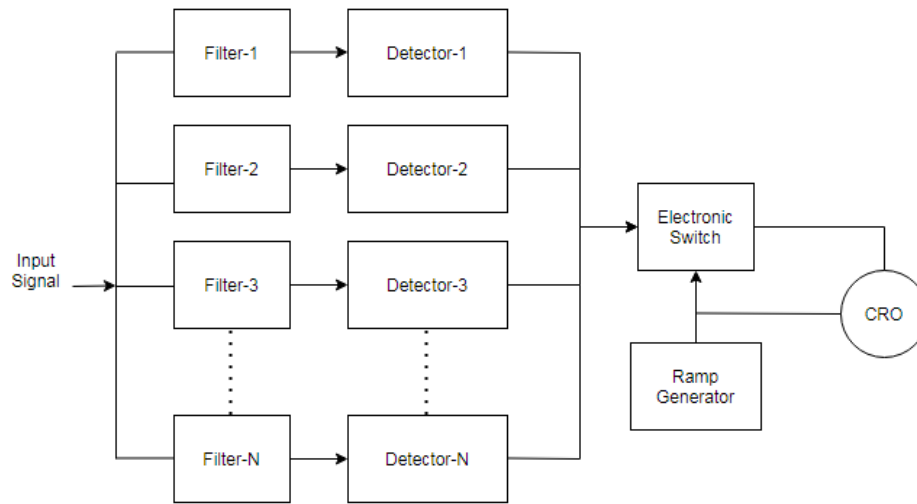 Filter-1
Detector-1
Filter-2
Detector-2
Electronic
Switch
Input
Signal
Filter-3
Detector-3
CRO
Ramp
Generator
Filter-N
Detector-N